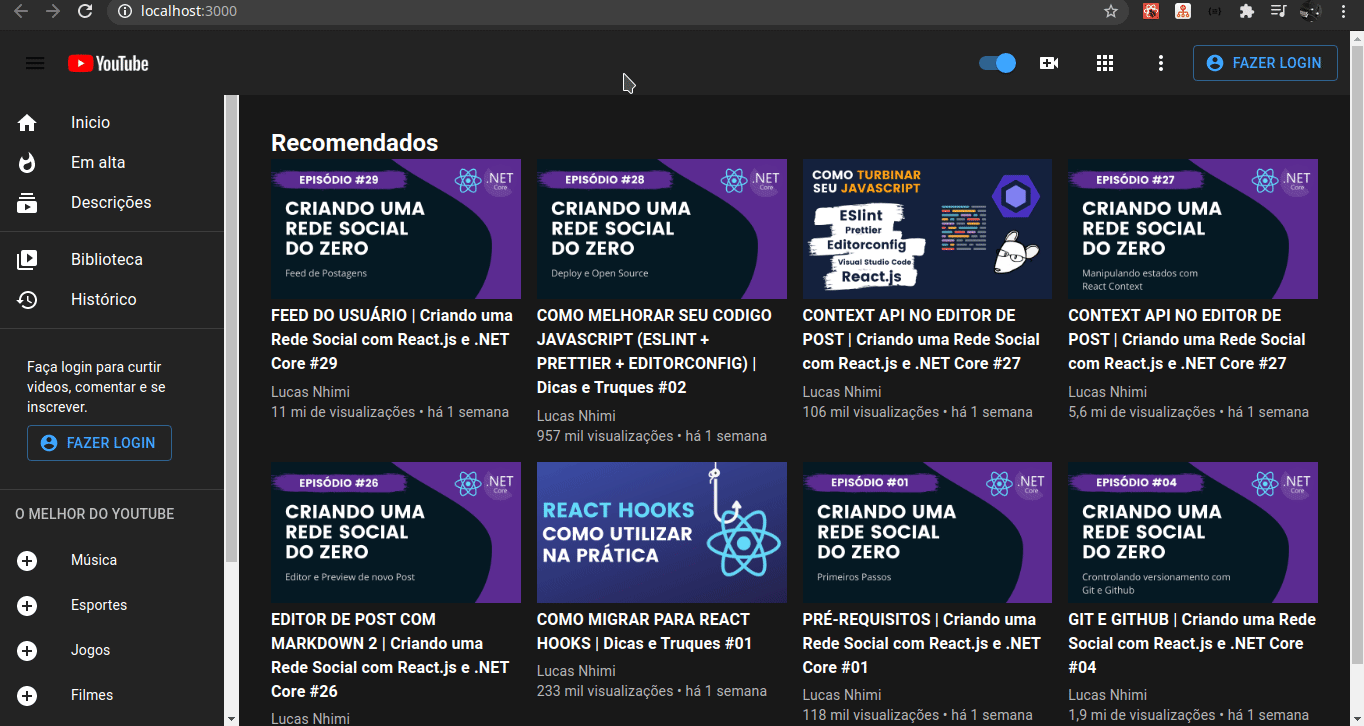 localhost:3000
YouTube
FAZER LOGIN
Inicio
Em alta
Descrições
Biblioteca
Histórico
Faça login para curtir
videos, comentar e se
inscrever.
FAZER LOGIN
O MELHOR DO YOUTUBE
Música
Esportes
Jogos
Filmes
Recomendados
EPISÓDIO #29
.NET
Core
CRIANDO UMA
REDE SOCIAL
DO ZERO
Feed de Postagens
FEED DO USUÁRIO | Criando uma
Rede Social com React.js e .NET
Core #29
Lucas Nhimi
11 mi de visualizações • há 1 semana
EPISÓDIO #28
.NET
Core
CRIANDO UMA
REDE SOCIAL
DO ZERO
Deploy e Open Source
COMO MELHORAR SEU CODIGO
JAVASCRIPT (ESLINT +
PRETTIER + EDITORCONFIG) |
Dicas e Truques #02
Lucas Nhimi
957 mil visualizações • há 1 semana
COMO TURBINAR
SEU JAVASCRIPT
ESlint
Prettier
Editorconfig
Visual Studio Code
React.js
CONTEXT API NO EDITOR DE
POST | Criando uma Rede Social
com React.js e .NET Core #27
Lucas Nhimi
106 mil visualizações • há 1 semana
EPISÓDIO #27
.NET
Core
CRIANDO UMA
REDE SOCIAL
DO ZERO
Manipulando estados com
React Context
CONTEXT API NO EDITOR DE
POST | Criando uma Rede Social
com React.js e .NET Core #27
Lucas Nhimi
5,6 mi de visualizações • há 1 semana
EPISÓDIO #26
.NET
Core
CRIANDO UMA
REDE SOCIAL
DO ZERO
Editor e Preview de novo Post
EDITOR DE POST COM
MARKDOWN 2 | Criando uma
Rede Social com React.js e .NET
Core #26
Lucas Nhimi
REACT HOOKS
COMO UTILIZAR
NA PRÁTICA
COMO MIGRAR PARA REACT
HOOKS | Dicas e Truques #01
Lucas Nhimi
233 mil visualizações • há 1 semana
EPISÓDIO #01
.NET
Core
CRIANDO UMA
REDE SOCIAL
DO ZERO
Primeiros Passos
PRÉ-REQUISITOS | Criando uma
Rede Social com React.js e .NET
Core #01
Lucas Nhimi
118 mil visualizações • há 1 semana
EPISÓDIO #04
.NET
Core
CRIANDO UMA
REDE SOCIAL
DO ZERO
Crontrolando versionamento com
Git e Github
GIT E GITHUB | Criando uma Rede
Social com React.js e .NET Core
#04
Lucas Nhimi
1,9 mi de visualizações • há 1 semana